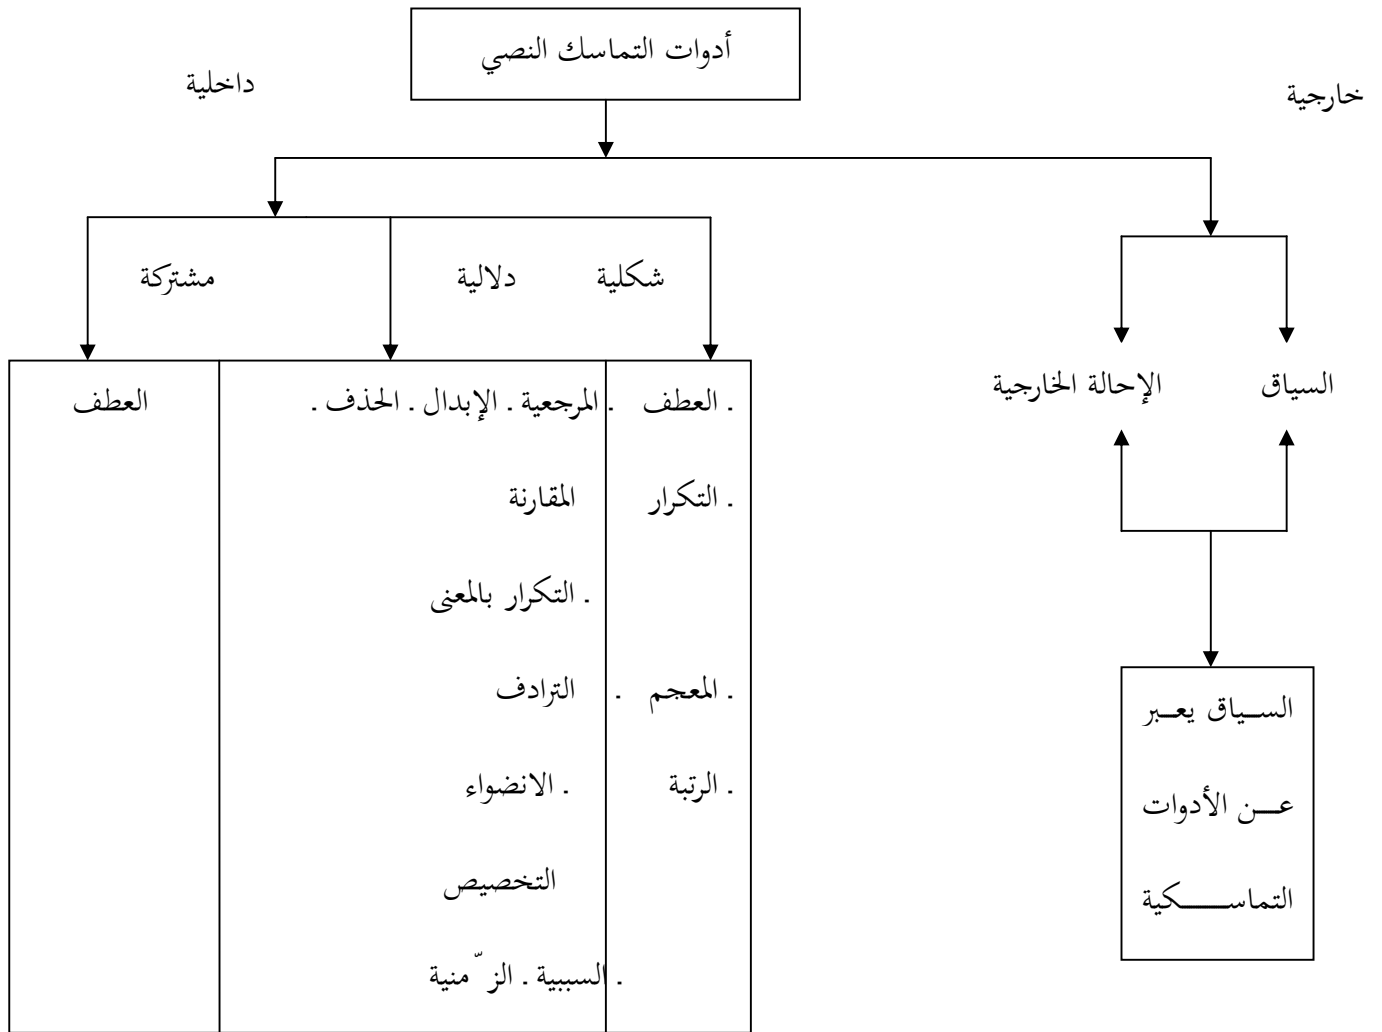 أدوات التماسك النصي
خارجية
داخلية
شكلية
دلالية
مشتركة
السياق
الإحالة الخارجية
. العطف
. المرجعية . الإبدال . الحذف .
العطف
. التكرار
المقارنة
. التكرار بالمعنى
. المعجم
. الترادف
. الرتبة
. الانضواء
التخصيص
. السببية . الزّمنية
السياق يعبر
عن الأدوات
التماسكية